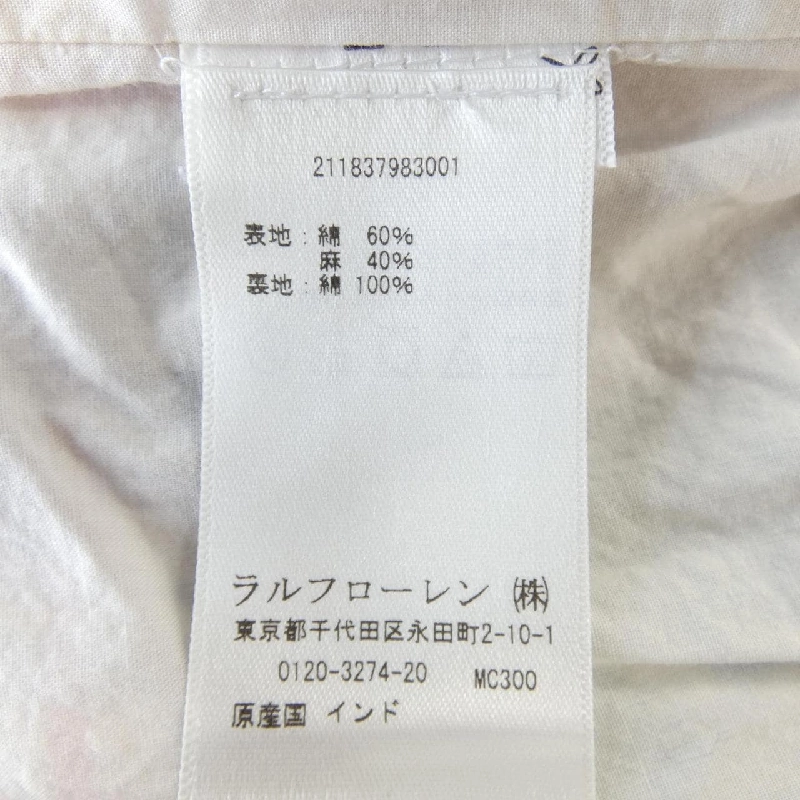 211837983001
表地：綿 60%
麻 40%
裏地：綿 100%
ラルフローレン ㈱
東京都千代田区永田町2-10-1
0120-3274-20 MC300
原産国 インド